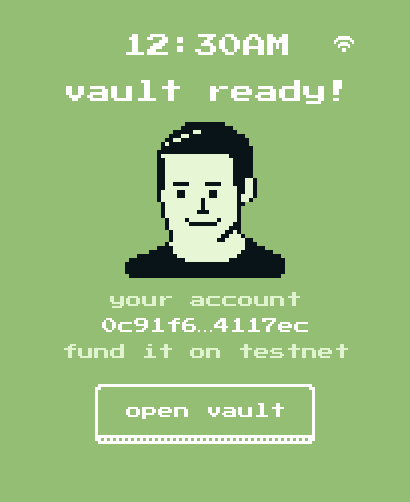 12:30AM
vault ready!
your account
0c91f6…4117ec
fund it on testnet
open vault